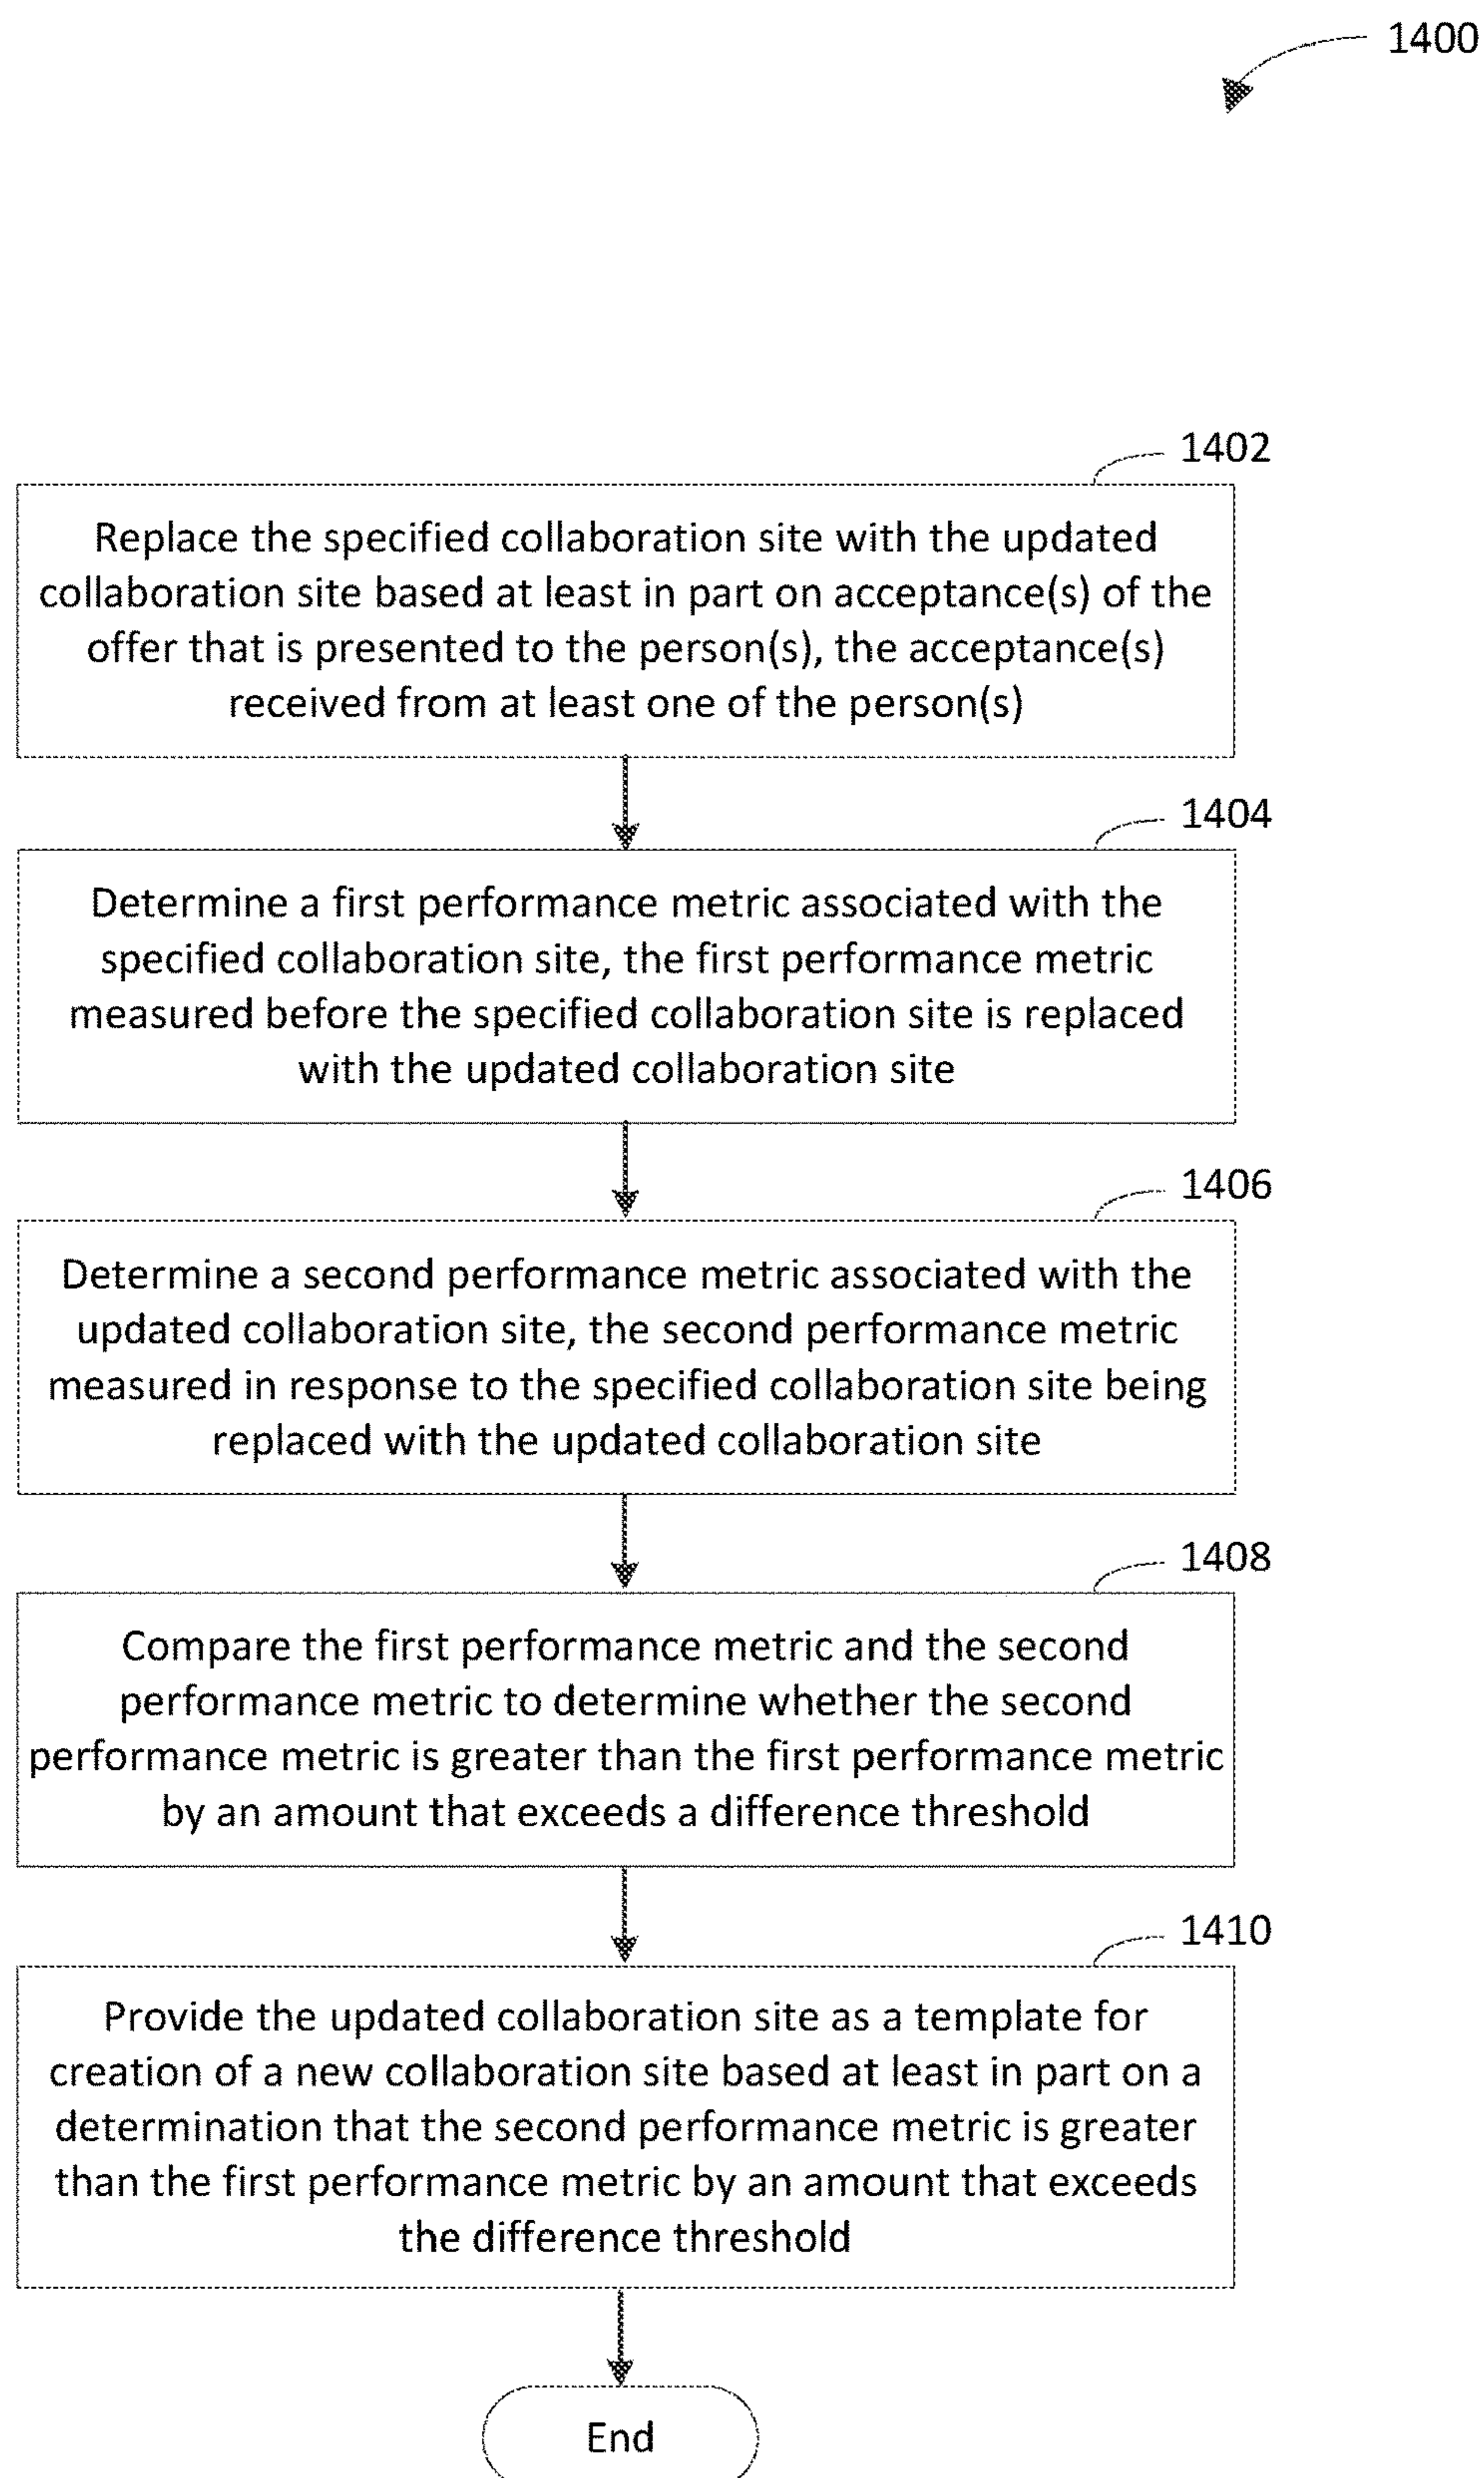 1400
1402
Replace the specified collaboration site with the updated
collaboration site based at least in part on acceptance(s) of the
offer that is presented to the person(s), the acceptance(s)
received from at least one of the person(s)
1404
Determine a first performance metric associated with the
specified collaboration site, the first performance metric
measured before the specified collaboration site is replaced
with the updated collaboration site
1406
Determine a second performance metric associated with the
updated collaboration site, the second performance metric
measured in response to the specified collaboration site being
replaced with the updated collaboration site
1408
Compare the first performance metric and the second
performance metric to determine whether the second
performance metric is greater than the first performance metric
by an amount that exceeds a difference threshold
1410
Provide the updated collaboration site as a template for
creation of a new collaboration site based at least in part on a
determination that the second performance metric is greater
than the first performance metric by an amount that exceeds
the difference threshold
End